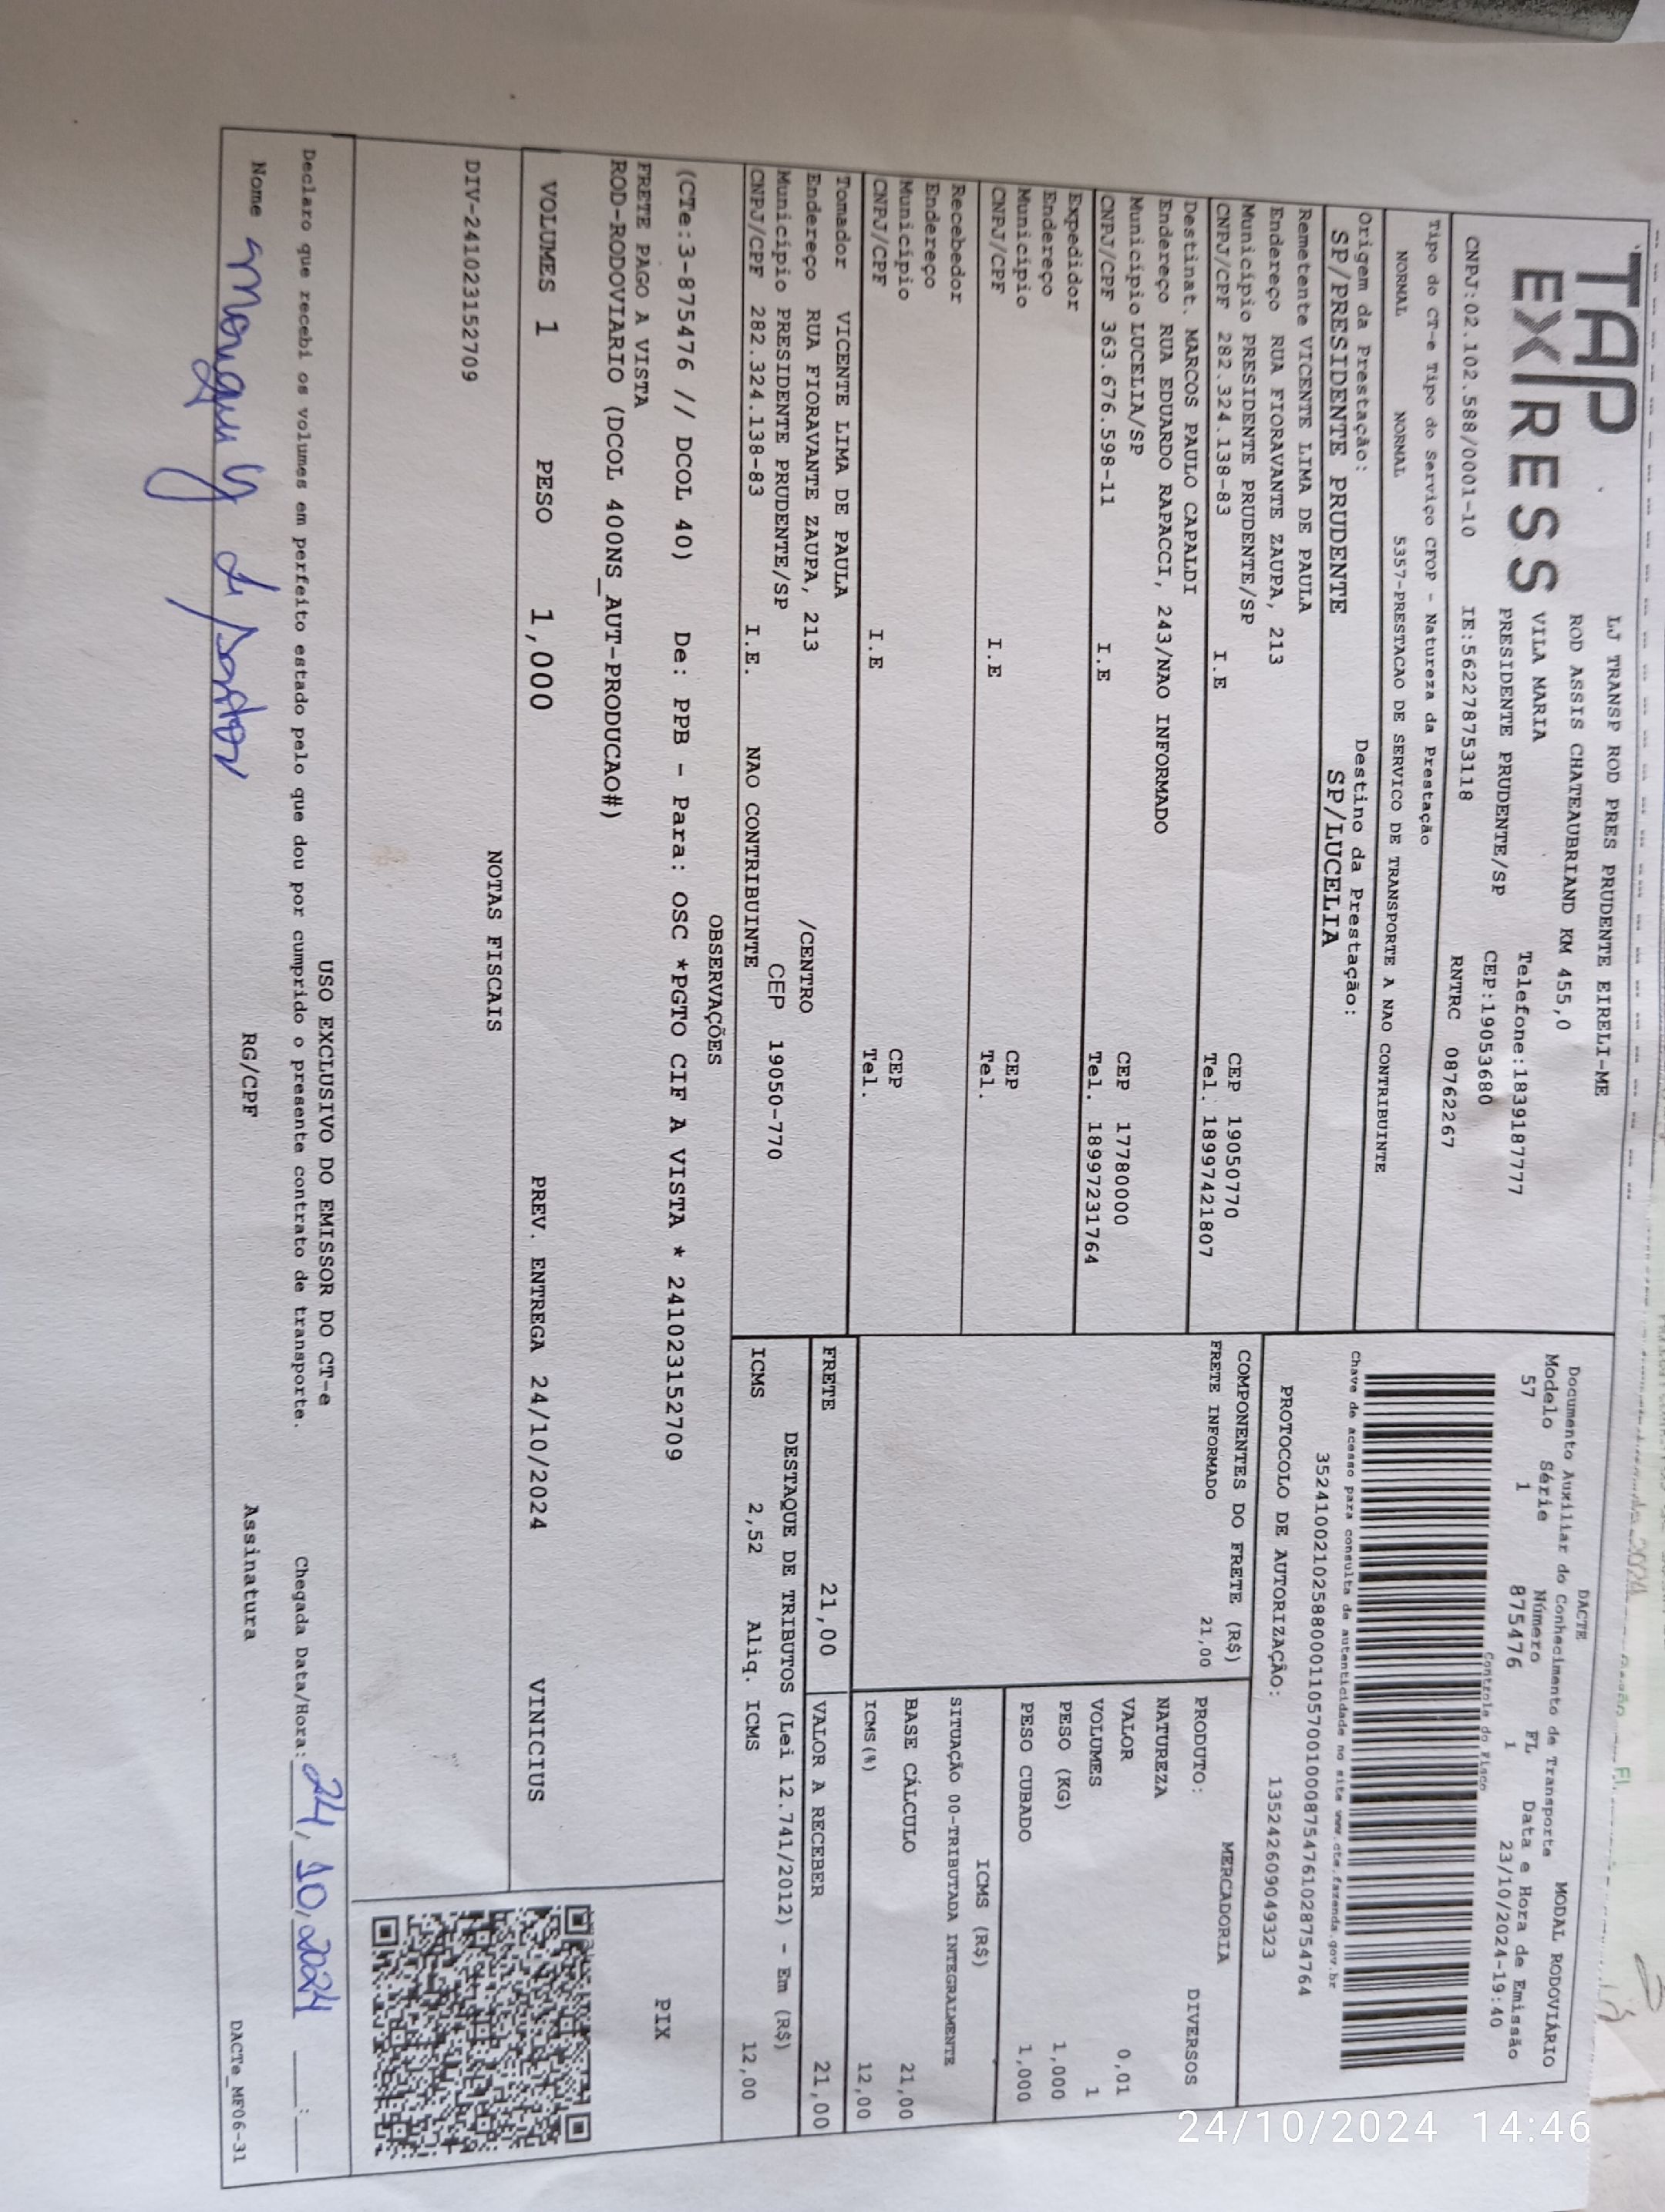 TAP
EXPRESS
LJ TRANSP ROD PRES PRUDENTE EIRELI-ME
ROD ASSIS CHATEAUBRIAND KM 455,0
VILA MARIA Telefone:1839187777
PRESIDENTE PRUDENTE/SP CEP:19053680
CNPJ:02.102.588/0001-10 IE:562278753118 RNTRC 08762267
Tipo do CT-e Tipo do Serviço CFOP - Natureza da Prestação
NORMAL NORMAL 5357-PRESTACAO DE SERVICO DE TRANSPORTE A NAO CONTRIBUINTE
Origem da Prestação: Destino da Prestação:
SP/PRESIDENTE PRUDENTE SP/LUCELIA
DACTE
Documento Auxiliar do Conhecimento de Transporte MODAL RODOVIÁRIO
Modelo Série Número FL Data e Hora de Emissão
57 1 875476 1 23/10/2024-19:40
Controle do Fisco
Chave de acesso para consulta de autenticidade no site www.cte.fazenda.gov.br
35241002102588000110570010008754761028754764
PROTOCOLO DE AUTORIZAÇÃO: 135242609049323
Remetente VICENTE LIMA DE PAULA
Endereço RUA FIORAVANTE ZAUPA, 213
Município PRESIDENTE PRUDENTE/SP CEP 19050770
CNPJ/CPF 282.324.138-83 I.E Tel. 18997421807
Destinat. MARCOS PAULO CAPALDI
Endereço RUA EDUARDO RAPACCI, 243/NAO INFORMADO
Município LUCELIA/SP CEP 17780000
CNPJ/CPF 363.676.598-11 I.E Tel. 18997231764
Expedidor
Endereço
Município CEP
CNPJ/CPF I.E Tel.
Recebedor
Endereço
Município CEP
CNPJ/CPF I.E Tel.
Tomador VICENTE LIMA DE PAULA
Endereço RUA FIORAVANTE ZAUPA, 213 /CENTRO
Município PRESIDENTE PRUDENTE/SP CEP 19050-770
CNPJ/CPF 282.324.138-83 I.E. NAO CONTRIBUINTE
COMPONENTES DO FRETE (R$)
FRETE INFORMADO 21,00
MERCADORIA
PRODUTO: DIVERSOS
NATUREZA
VALOR 0,01
VOLUMES 1
PESO (KG) 1,000
PESO CUBADO 1,000
ICMS (R$)
SITUAÇÃO 00-TRIBUTADA INTEGRALMENTE
BASE CÁLCULO 21,00
ICMS(%) 12,00
FRETE 21,00 VALOR A RECEBER 21,00
DESTAQUE DE TRIBUTOS (Lei 12.741/2012) - Em (R$)
ICMS 2,52 Aliq. ICMS 12,00
OBSERVAÇÕES
(CTe:3-875476 // DCOL 40) De: PPB - Para: OSC *PGTO CIF A VISTA * 241023152709
FRETE PAGO A VISTA
ROD-RODOVIARIO (DCOL 400NS_AUT-PRODUCAO#)
PIX
VOLUMES 1 PESO 1,000 PREV. ENTREGA 24/10/2024 VINICIUS
NOTAS FISCAIS
DIV-241023152709
USO EXCLUSIVO DO EMISSOR DO CT-e
Declaro que recebi os volumes em perfeito estado pelo que dou por cumprido o presente contrato de transporte. Chegada Data/Hora: 24/10/2024 __:__
Nome RG/CPF Assinatura
DACTe_MF06-31
24/10/2024 14:46